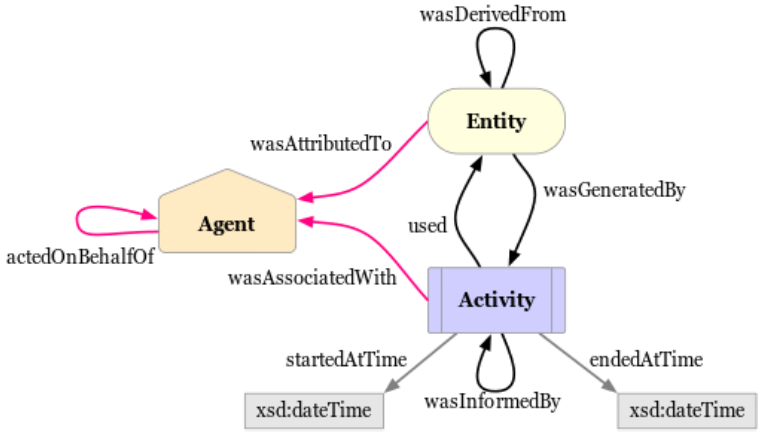 wasDerivedFrom
Entity
wasAttributedTo
wasGeneratedBy
Agent
used
actedOnBehalfOf
wasAssociatedWith
Activity
startedAtTime
endedAtTime
wasInformedBy
xsd:dateTime
xsd:dateTime